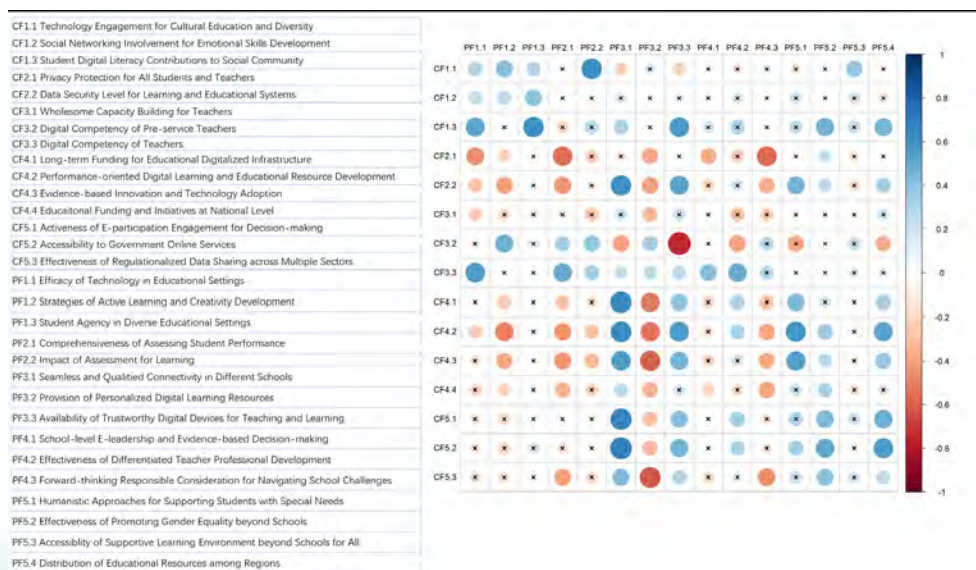 CF1.1 Technology Engagement for Cultural Education and Diversity
CF1.2 Social Networking Involvement for Emotional Skills Development
CF1.3 Student Digital Literacy Contributions to Social Community
CF2.1 Privacy Protection for All Students and Teachers
CF2.2 Data Security Level for Learning and Educational Systems
CF3.1 Wholesome Capacity Building for Teachers
CF3.2 Digital Competency of Pre-service Teachers
CF3.3 Digital Competency of Teachers
CF4.1 Long-term Funding for Educational Digitalized Infrastructure
CF4.2 Performance-oriented Digital Learning and Educational Resource Development
CF4.3 Evidence-based Innovation and Technology Adoption
CF4.4 Educaitonal Funding and Initiatives at National Level
CF5.1 Activeness of E-participation Engagement for Decision-making
CF5.2 Accessibility to Government Online Services
CF5.3 Effectiveness of Regulationalized Data Sharing across Multiple Sectors
PF1.1 Efficacy of Technology in Educational Settings
PF1.2 Strategies of Active Learning and Creativity Development
PF1.3 Student Agency in Diverse Educational Settings
PF2.1 Comprehensiveness of Assessing Student Performance
PF2.2 Impact of Assessment for Learning
PF3.1 Seamless and Qualitied Connectivity in Different Schools
PF3.2 Provision of Personalized Digital Learning Resources
PF3.3 Availability of Trustworthy Digital Devices for Teaching and Learning
PF4.1 School-level E-leadership and Evidence-based Decision-making
PF4.2 Effectiveness of Differentiated Teacher Professional Development
PF4.3 Forward-thinking Responsible Consideration for Navigating School Challenges
PF5.1 Humanistic Approaches for Supporting Students with Special Needs
PF5.2 Effectiveness of Promoting Gender Equality beyond Schools
PF5.3 Accessiblity of Supportive Learning Environment beyond Schools for All
PF5.4 Distribution of Educational Resources among Regions
PF1.1 PF1.2 PF1.3 PF2.1 PF2.2 PF3.1 PF3.2 PF3.3 PF4.1 PF4.2 PF4.3 PF5.1 PF5.2 PF5.3 PF5.4
CF1.1
CF1.2
CF1.3
CF2.1
CF2.2
CF3.1
CF3.2
CF3.3
CF4.1
CF4.2
CF4.3
CF4.4
CF5.1
CF5.2
CF5.3
1
0.8
0.6
0.4
0.2
0
-0.2
-0.4
-0.6
-0.8
-1